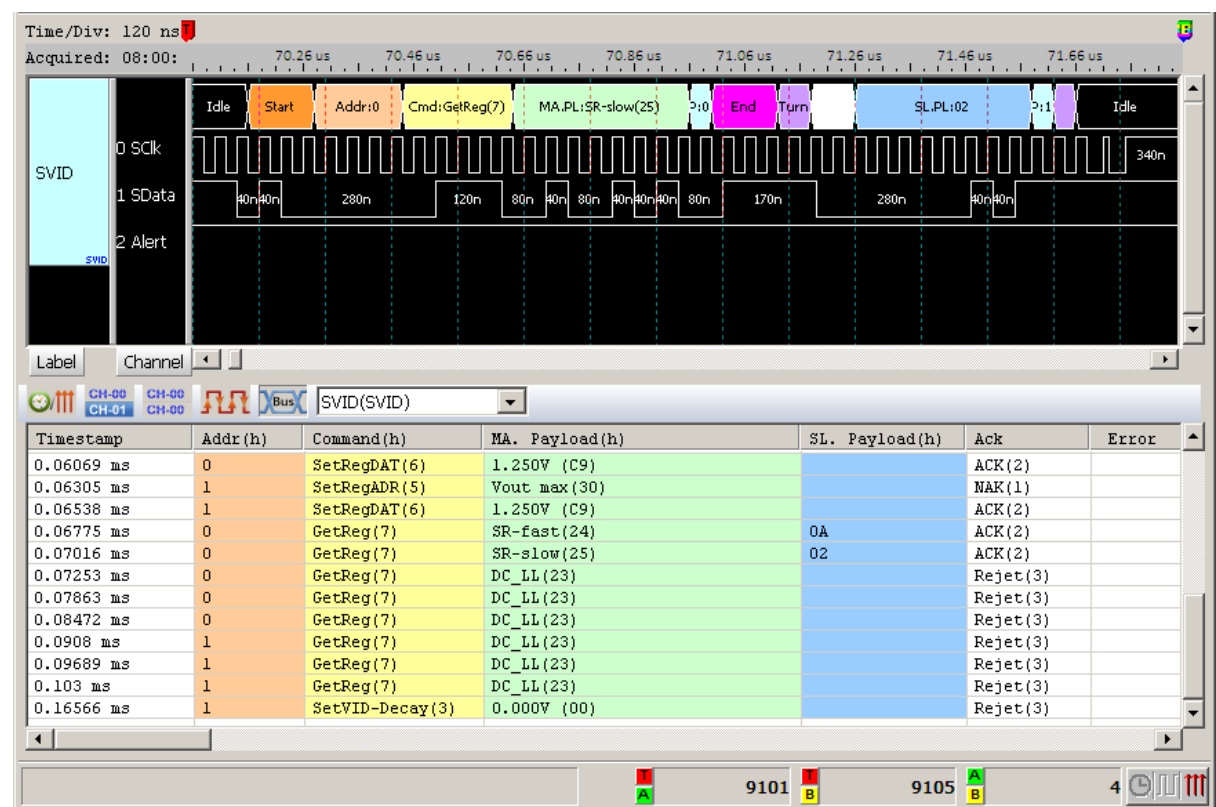 Time/Div: 120 ns T B
Acquired: 08:00: 70.26 us 70.46 us 70.66 us 70.86 us 71.06 us 71.26 us 71.46 us 71.66 us
Idle Start Addr:0 Cmd:GetReg(7) MA.PL:SR-slow(25) P:0 End Turn SL.PL:02 P:1 Idle
0 SClk 340n
SVID
1 SData 40n 40n 280n 120n 80n 40n 80n 40n 40n 40n 80n 170n 280n 40n 40n
2 Alert
SVID
Label Channel
CH-00 CH-00
CH-01 CH-00 Bus SVID(SVID)
Timestamp Addr(h) Command(h) MA. Payload(h) SL. Payload(h) Ack Error
0.06069 ms 0 SetRegDAT(6) 1.250V (C9) ACK(2)
0.06305 ms 1 SetRegADR(5) Vout max(30) NAK(1)
0.06538 ms 1 SetRegDAT(6) 1.250V (C9) ACK(2)
0.06775 ms 0 GetReg(7) SR-fast(24) 0A ACK(2)
0.07016 ms 0 GetReg(7) SR-slow(25) 02 ACK(2)
0.07253 ms 0 GetReg(7) DC_LL(23) Rejet(3)
0.07863 ms 0 GetReg(7) DC_LL(23) Rejet(3)
0.08472 ms 0 GetReg(7) DC_LL(23) Rejet(3)
0.0908 ms 1 GetReg(7) DC_LL(23) Rejet(3)
0.09689 ms 1 GetReg(7) DC_LL(23) Rejet(3)
0.103 ms 1 GetReg(7) DC_LL(23) Rejet(3)
0.16566 ms 1 SetVID-Decay(3) 0.000V (00) Rejet(3)
T A 9101 T B 9105 A B 4